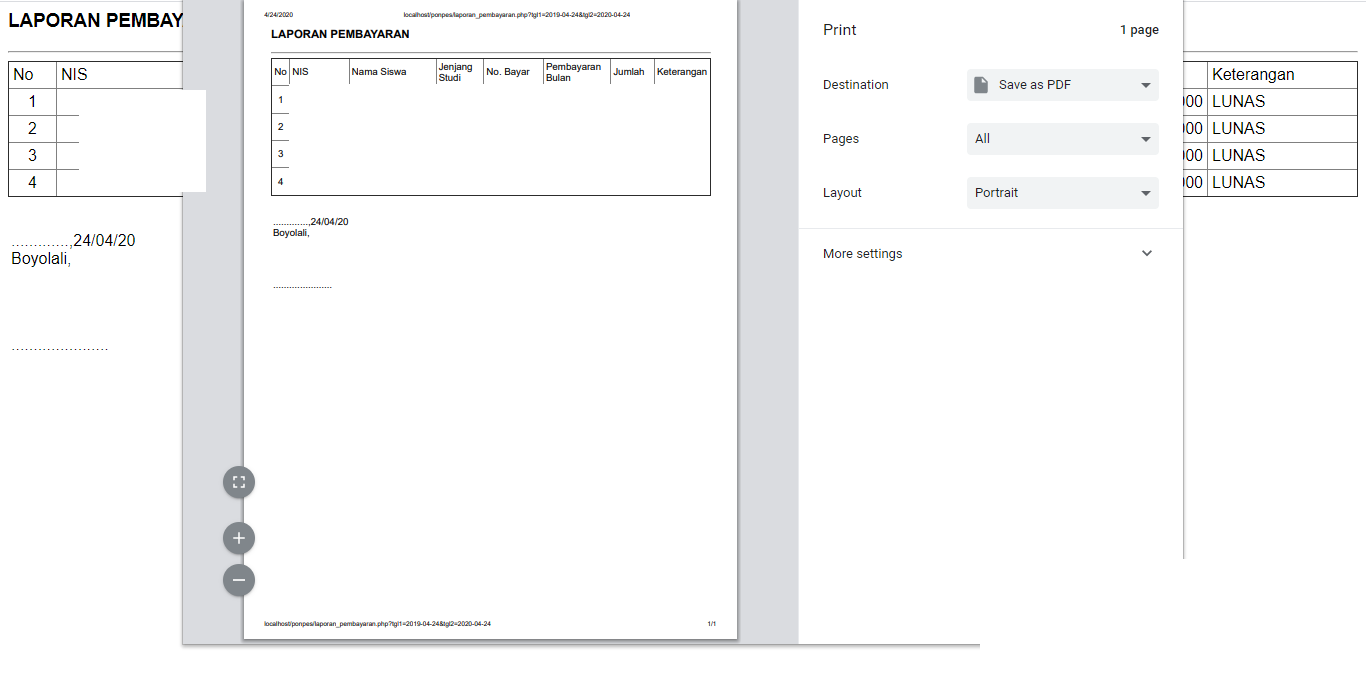 LAPORAN PEMBAY
No NIS
1
2
3
4
.............,24/04/20
Boyolali,
......................
4/24/2020 localhost/ponpes/laporan_pembayaran.php?tgl1=2019-04-24&tgl2=2020-04-24
LAPORAN PEMBAYARAN
No NIS Nama Siswa Jenjang Studi No. Bayar Pembayaran Bulan Jumlah Keterangan
1
2
3
4
.............,24/04/20
Boyolali,
......................
localhost/ponpes/laporan_pembayaran.php?tgl1=2019-04-24&tgl2=2020-04-24 1/1
Print 1 page
Destination Save as PDF
Pages All
Layout Portrait
More settings
Keterangan
000 LUNAS
000 LUNAS
000 LUNAS
000 LUNAS